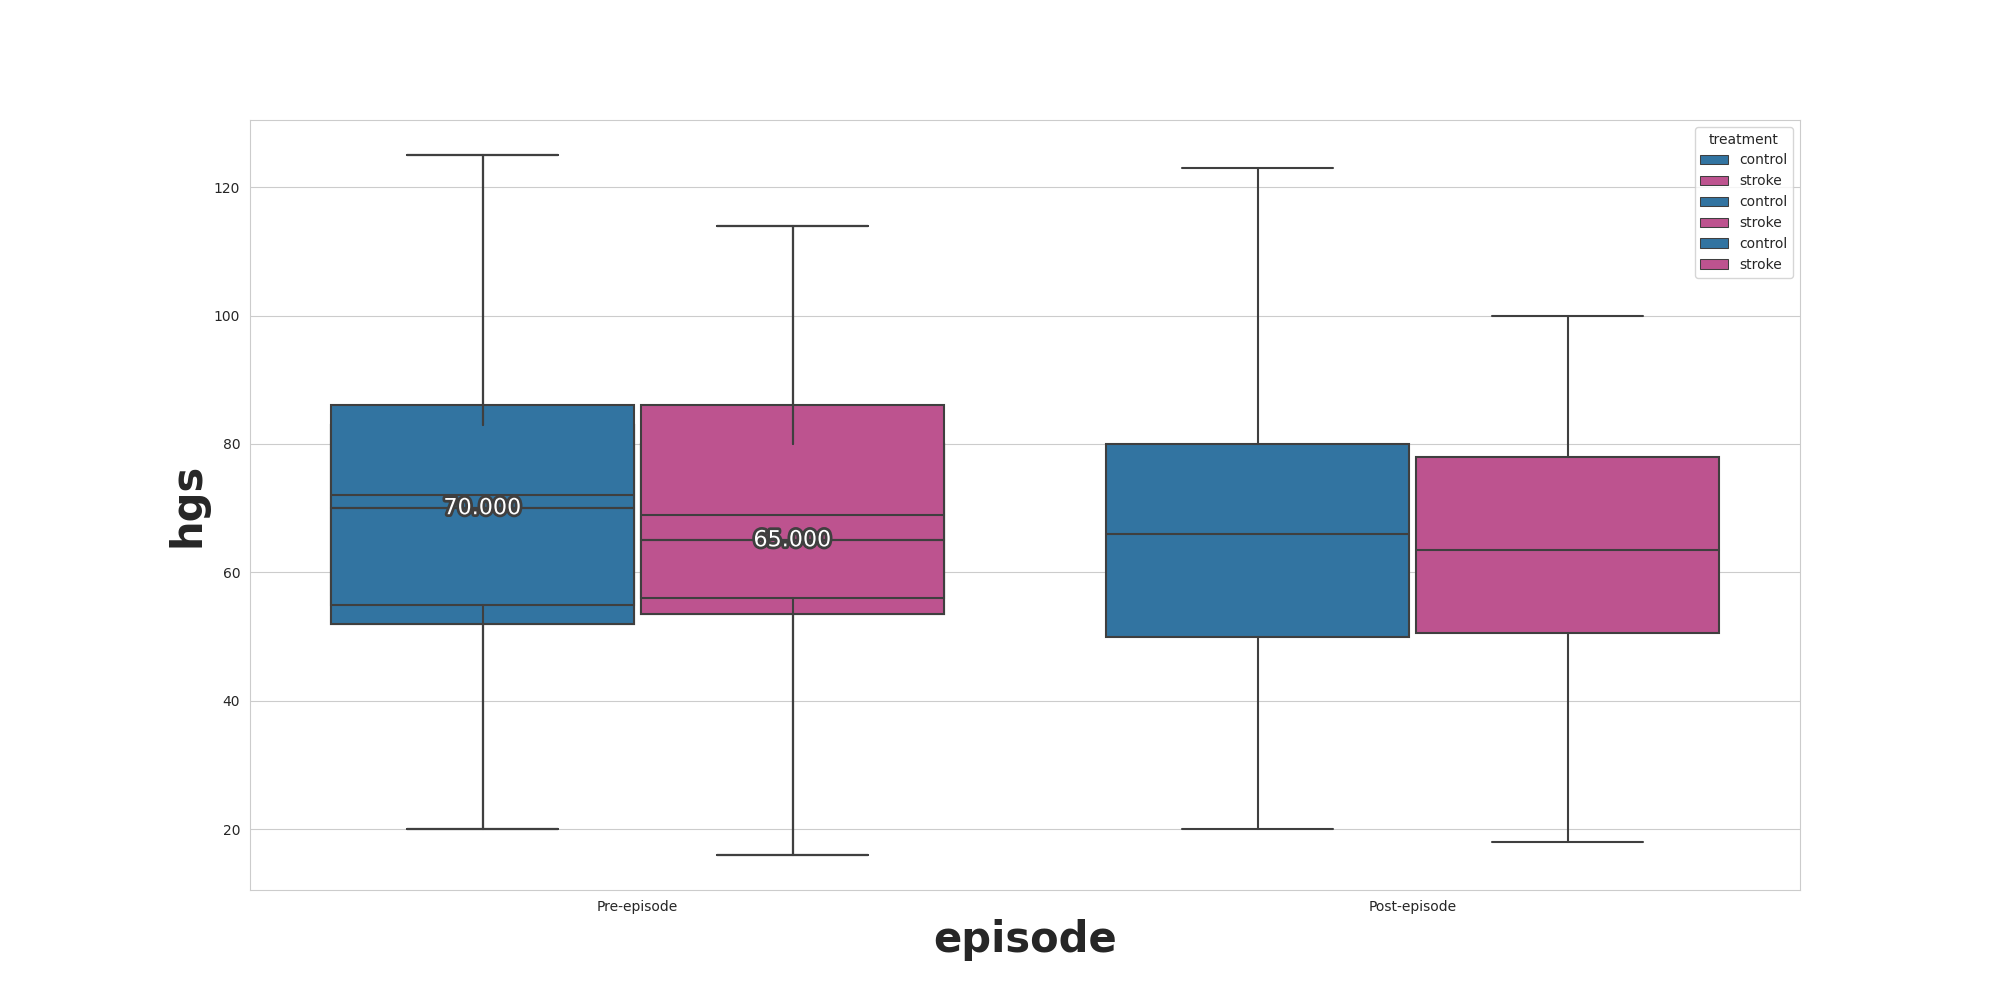 treatment
control
stroke
control
stroke
control
stroke
120
100
80
60
40
20
hgs
70.000
65.000
Pre-episode
Post-episode
episode